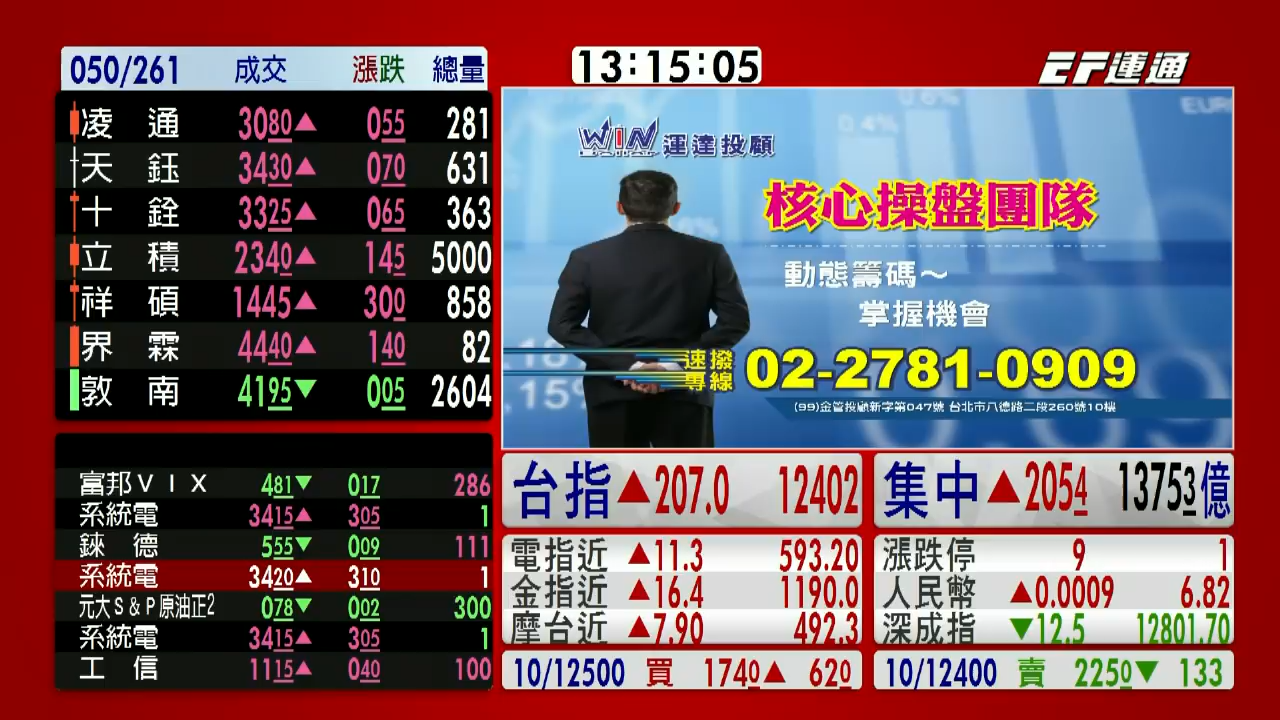 050/261 成交 漲跌 總量
13:15:05
EF運通
凌通 3080▲ 055 281
天鈺 3430▲ 070 631
十銓 3325▲ 065 363
立積 2340▲ 145 5000
祥碩 1445▲ 300 858
界霖 4440▲ 140 82
敦南 4195▼ 005 2604
富邦ＶＩＸ 481▼ 017 286
系統電 3415▲ 305 1
錸德 555▼ 009 111
系統電 3420▲ 310 1
元大Ｓ&Ｐ原油正2 078▼ 002 300
系統電 3415▲ 305 1
工信 1115▲ 040 100
WIN 運達投顧
核心操盤團隊
動態籌碼～
掌握機會
速撥專線 02-2781-0909
(99)金管投顧新字第047號 台北市八德路二段260號10樓
台指▲207.0 12402
電指近 ▲11.3 593.20
金指近 ▲16.4 1190.0
摩台近 ▲7.90 492.3
10/12500 買 1740▲ 620
集中▲2054 13753億
漲跌停 9 1
人民幣 ▲0.0009 6.82
深成指 ▼12.5 12801.70
10/12400 賣 2250▼ 133